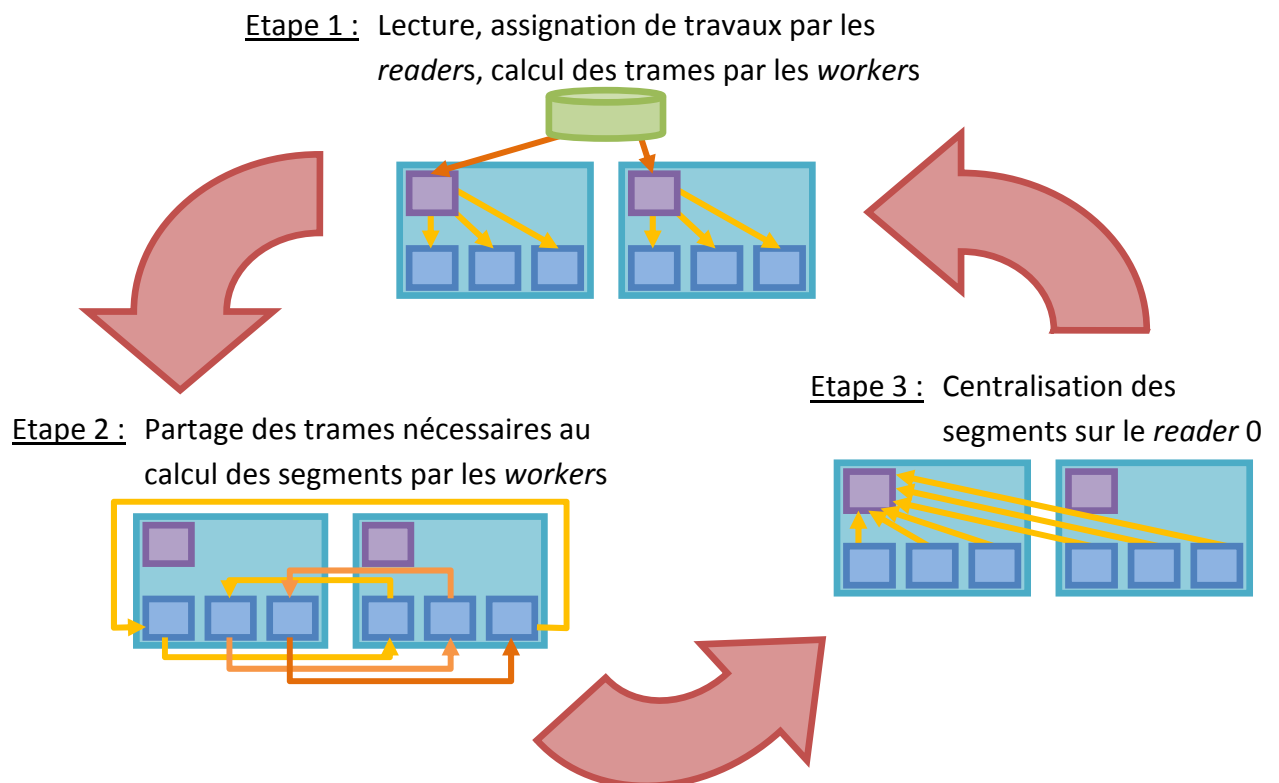 Etape 1 : Lecture, assignation de travaux par les
readers, calcul des trames par les workers
Etape 2 : Partage des trames nécessaires au
calcul des segments par les workers
Etape 3 : Centralisation des
segments sur le reader 0